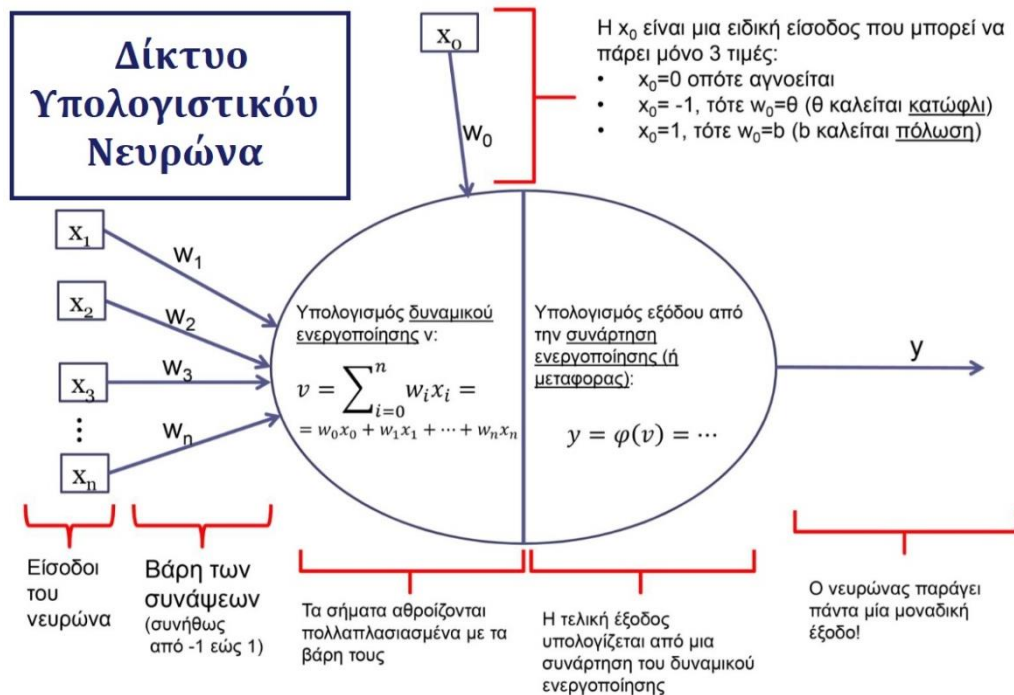 Δίκτυο
Υπολογιστικόυ
Νευρώνα
x₀
w₀
Η x₀ είναι μια ειδική είσοδος που μπορεί να
πάρει μόνο 3 τιμές:
• x₀=0 οπότε αγνοείται
• x₀= -1, τότε w₀=θ (θ καλείται κατώφλι)
• x₀=1, τότε w₀=b (b καλείται πόλωση)
x₁
w₁
x₂
w₂
x₃
w₃
⋮
xₙ
wₙ
Υπολογισμός δυναμικού
ενεργοποίησης v:
v = ∑ⁿᵢ₌₀ wᵢxᵢ =
= w₀x₀ + w₁x₁ + ⋯ + wₙxₙ
Υπολογισμός εξόδου από
την συνάρτηση
ενεργοποίησης (ή
μεταφορας):
y = φ(v) = ⋯
y
Είσοδοι
του
νευρώνα
Βάρη των
συνάψεων
(συνήθως
από -1 εώς 1)
Τα σήματα αθροίζονται
πολλαπλασιασμένα με τα
βάρη τους
Η τελική έξοδος
υπολογίζεται από μια
συνάρτηση του δυναμικού
ενεργοποίησης
Ο νευρώνας παράγει
πάντα μία μοναδική
έξοδο!